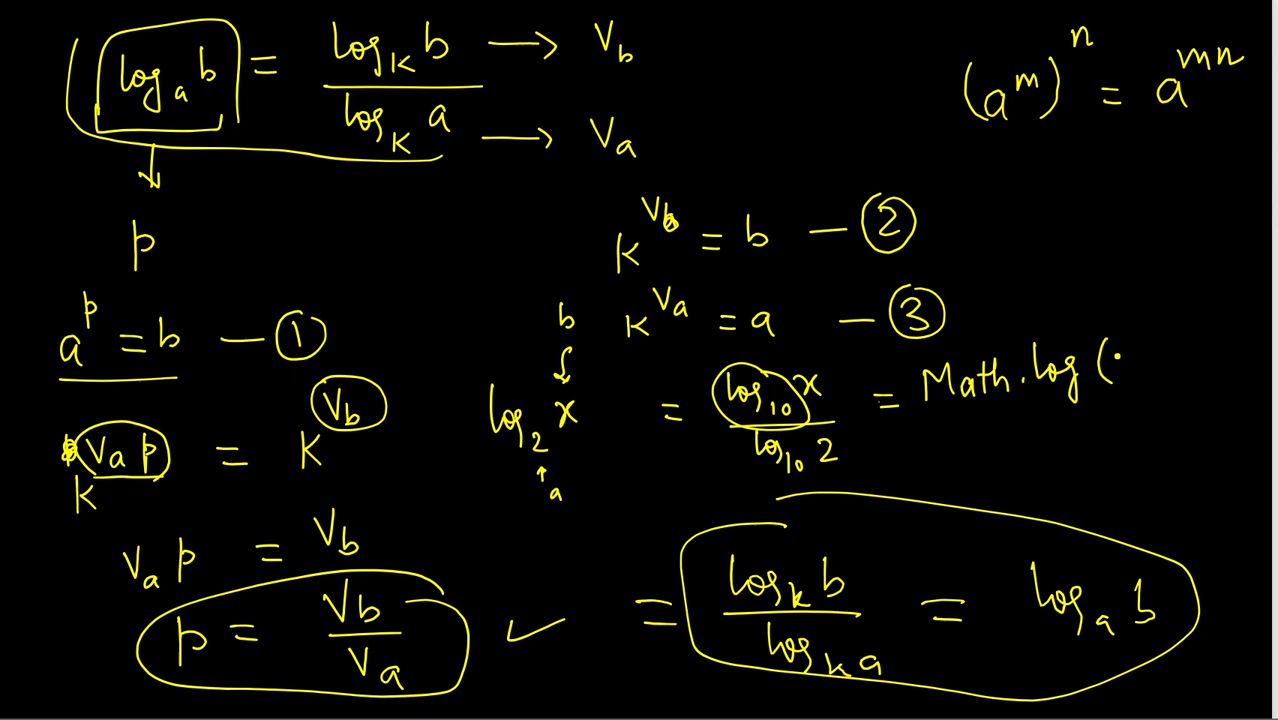 log_a b = log_K b / log_K a → V_b → V_a
(a^m)^n = a^{mn}
p
K^{V_b} = b — ②
a^p = b — ①
b
K^{V_a} = a — ③
log_2 x = log_10 x / log_10 2 = Math.log(
K^{V_a p} = K^{V_b}
a
V_a p = V_b
p = V_b / V_a ✓ = log_k b / log_k a = log_a b